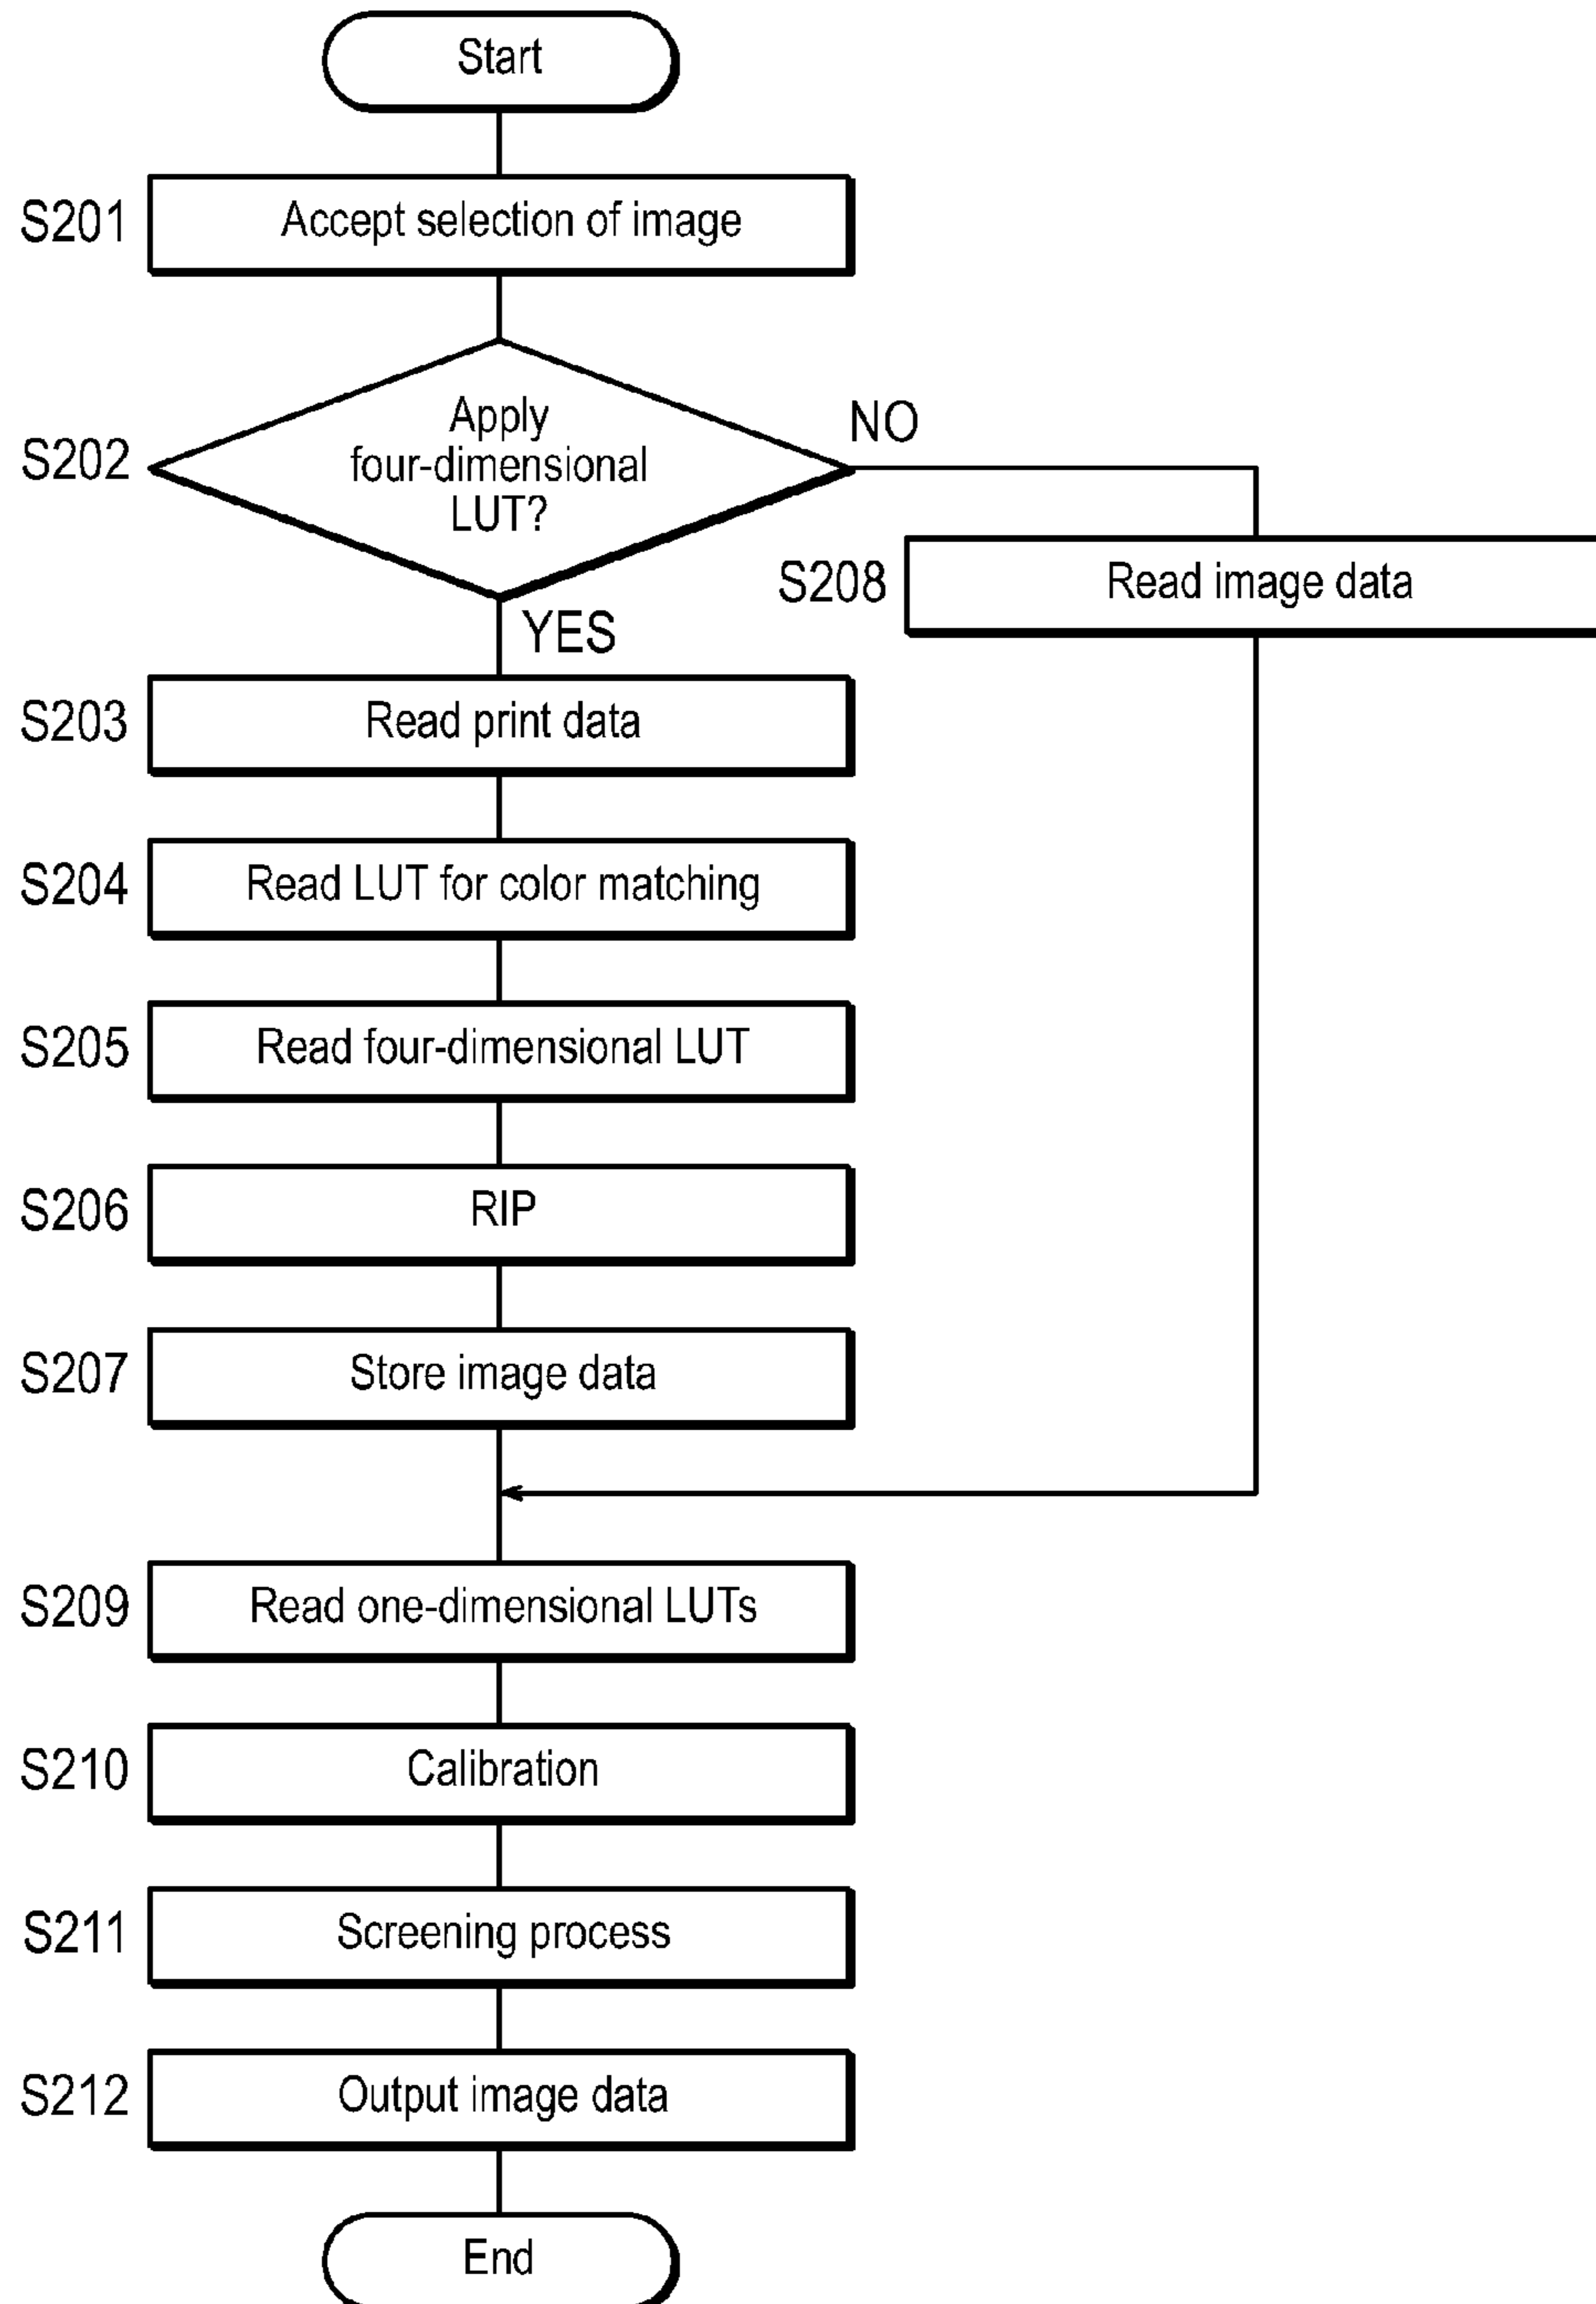 Start
S201
Accept selection of image
S202
Apply
four-dimensional
LUT?
NO
YES
S208
Read image data
S203
Read print data
S204
Read LUT for color matching
S205
Read four-dimensional LUT
S206
RIP
S207
Store image data
S209
Read one-dimensional LUTs
S210
Calibration
S211
Screening process
S212
Output image data
End